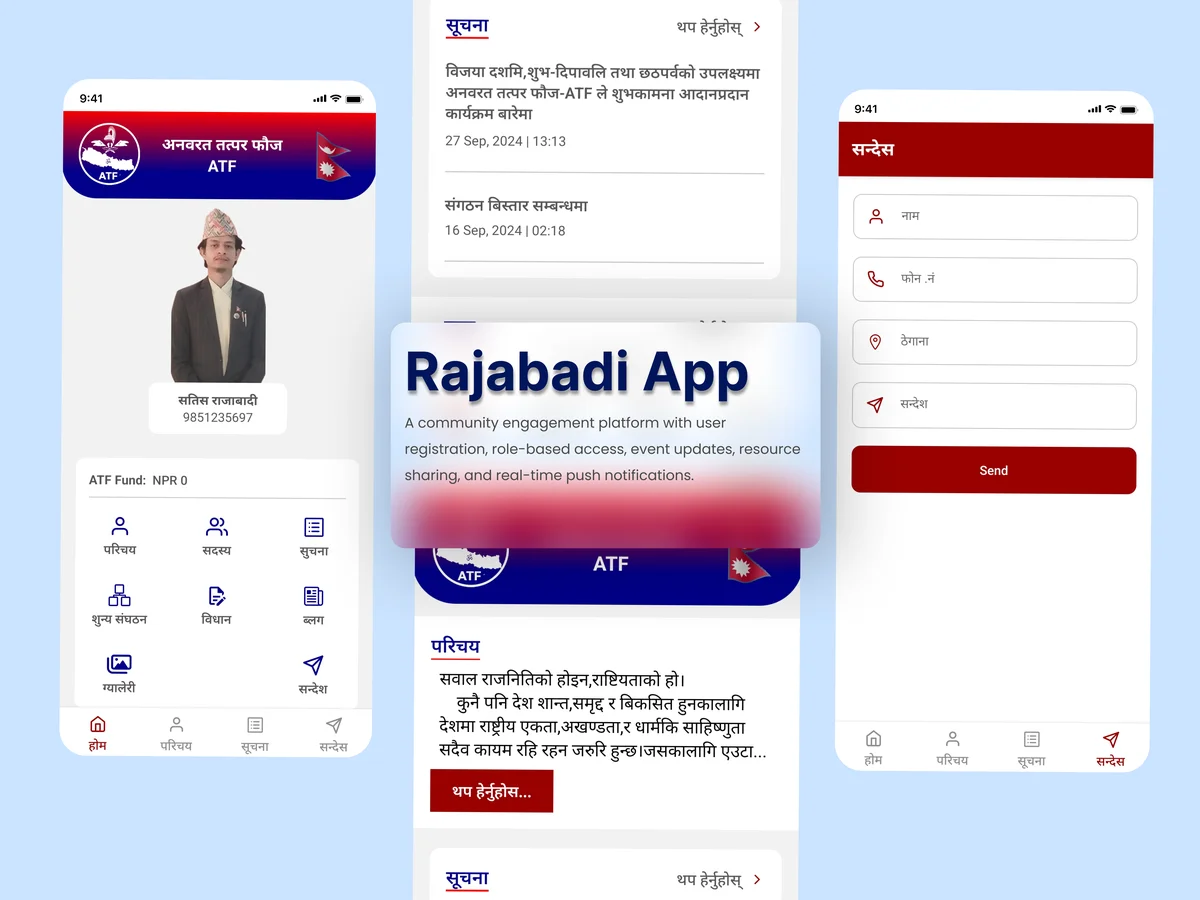 9:41
अनवरत तत्पर फौज
ATF
ATF
सतिस राजाबादी
9851235697
ATF Fund: NPR 0
परिचय
सदस्य
सुचना
शुन्य संघठन
विधान
ब्लग
ग्यालेरी
सन्देश
होम
परिचय
सूचना
सन्देस
सूचना
थप हेर्नुहोस्
विजया दशमि,शुभ-दिपावलि तथा छठपर्वको उपलक्ष्यमा
अनवरत तत्पर फौज-ATF ले शुभकामना आदानप्रदान
कार्यक्रम बारेमा
27 Sep, 2024 | 13:13
संगठन बिस्तार सम्बन्धमा
16 Sep, 2024 | 02:18
Rajabadi App
A community engagement platform with user
registration, role-based access, event updates, resource
sharing, and real-time push notifications.
ATF
ATF
परिचय
सवाल राजनितिको होइन,राष्टियताको हो।
कुनै पनि देश शान्त,समृद्द र बिकसित हुनकालागि
देशमा राष्ट्रीय एकता,अखण्डता,र धार्मकि साहिष्णुता
सदैव कायम रहि रहन जरुरि हुन्छ।जसकालागि एउटा...
थप हेर्नुहोस...
सूचना
थप हेर्नुहोस्
9:41
सन्देस
नाम
फोन .नं
ठेगाना
सन्देश
Send
होम
परिचय
सूचना
सन्देस